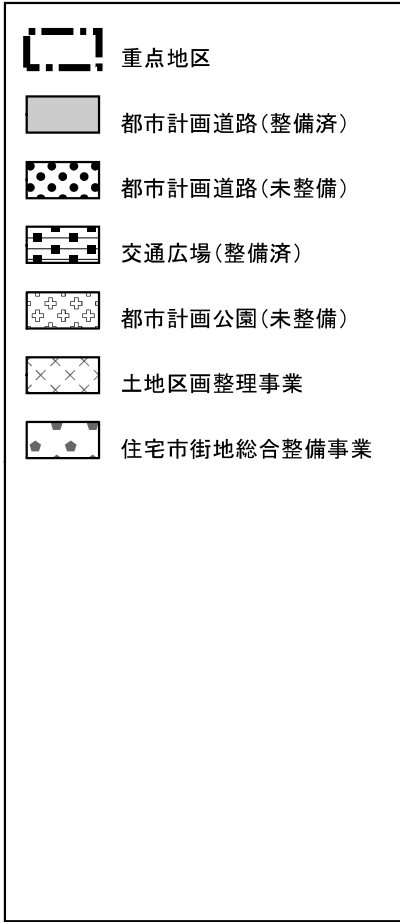 重点地区
都市計画道路(整備済)
都市計画道路(未整備)
交通広場(整備済)
都市計画公園(未整備)
土地区画整理事業
住宅市街地総合整備事業